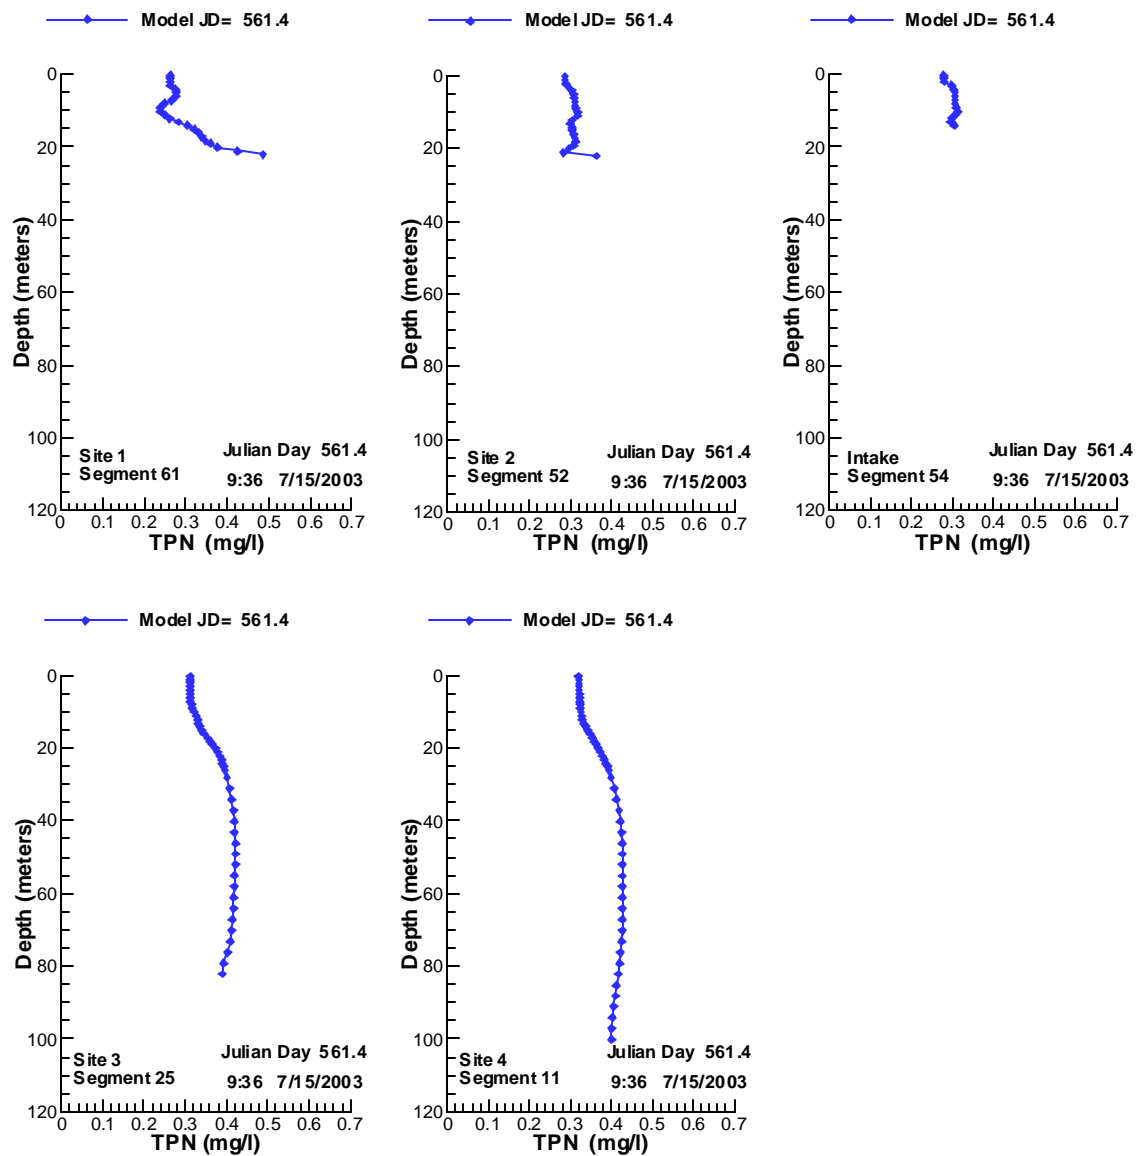 Model JD= 561.4
0
20
40
60
80
100
120
Depth (meters)
Site 1
Segment 61
Julian Day 561.4
9:36 7/15/2003
0 0.1 0.2 0.3 0.4 0.5 0.6 0.7
TPN (mg/l)
Model JD= 561.4
0
20
40
60
80
100
120
Depth (meters)
Site 2
Segment 52
Julian Day 561.4
9:36 7/15/2003
0 0.1 0.2 0.3 0.4 0.5 0.6 0.7
TPN (mg/l)
Model JD= 561.4
0
20
40
60
80
100
120
Depth (meters)
Intake
Segment 54
Julian Day 561.4
9:36 7/15/2003
0 0.1 0.2 0.3 0.4 0.5 0.6 0.7
TPN (mg/l)
Model JD= 561.4
0
20
40
60
80
100
120
Depth (meters)
Site 3
Segment 25
Julian Day 561.4
9:36 7/15/2003
0 0.1 0.2 0.3 0.4 0.5 0.6 0.7
TPN (mg/l)
Model JD= 561.4
0
20
40
60
80
100
120
Depth (meters)
Site 4
Segment 11
Julian Day 561.4
9:36 7/15/2003
0 0.1 0.2 0.3 0.4 0.5 0.6 0.7
TPN (mg/l)